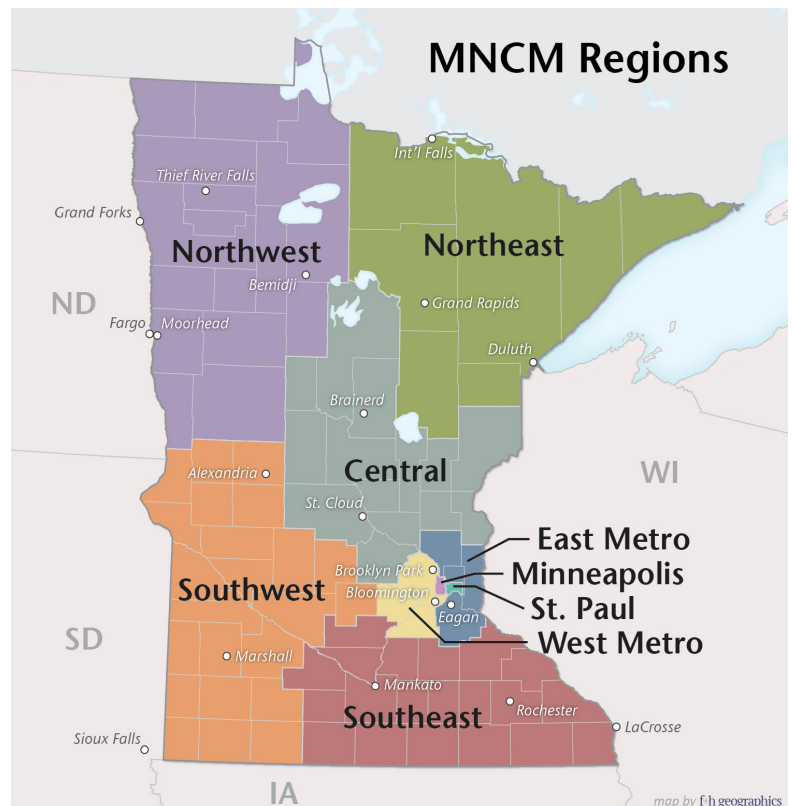 MNCM Regions
Int'l Falls
Thief River Falls
Grand Forks
Northwest
Northeast
Bemidji
ND
Grand Rapids
Fargo
Moorhead
Duluth
Brainerd
Central
Alexandria
WI
St. Cloud
East Metro
Brooklyn Park
Minneapolis
Southwest
Bloomington
St. Paul
Eagan
SD
West Metro
Marshall
Mankato
Southeast
Rochester
LaCrosse
Sioux Falls
IA
map by f+h geographics